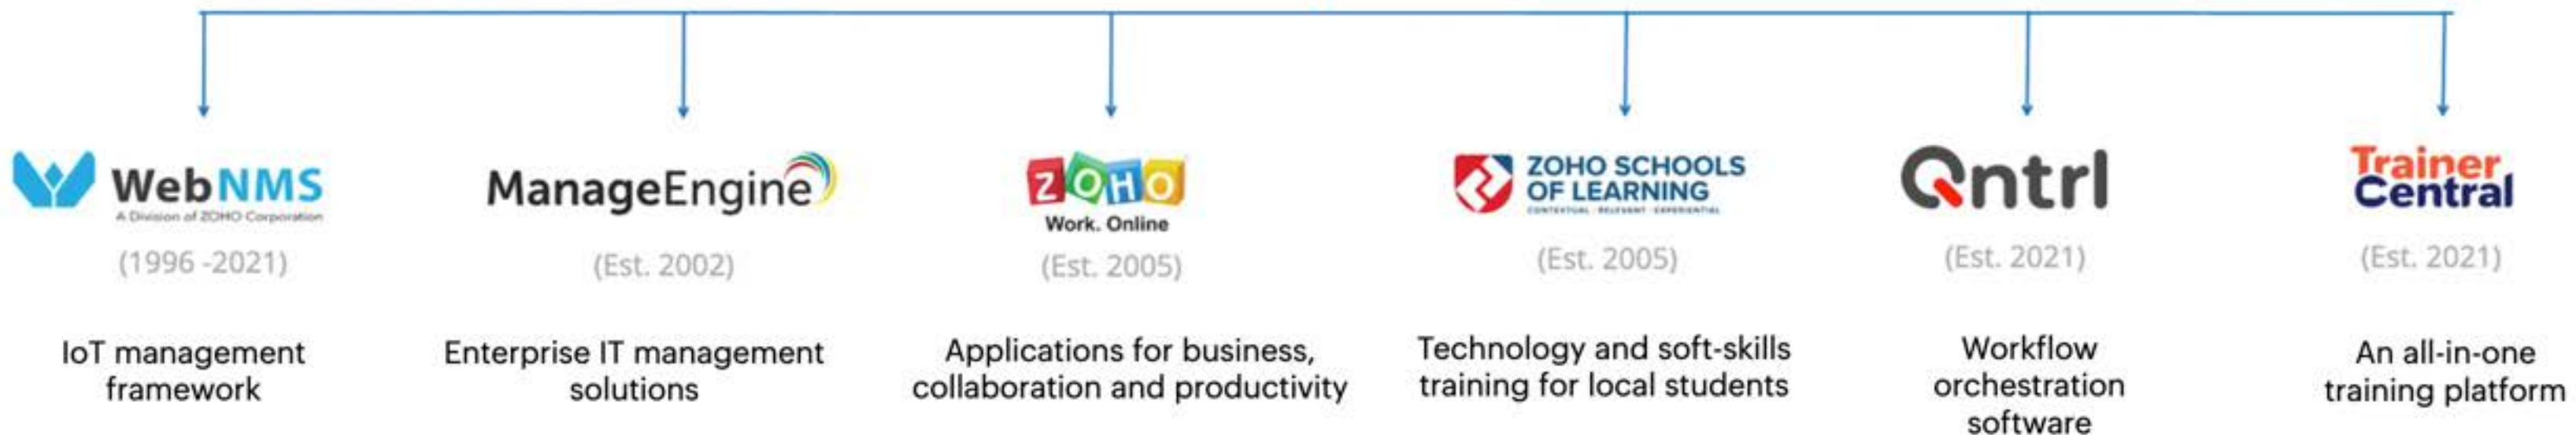 WebNMS
A Division of ZOHO Corporation
(1996 -2021)
IoT management
framework
ManageEngine
(Est. 2002)
Enterprise IT management
solutions
ZOHO
Work. Online
(Est. 2005)
Applications for business,
collaboration and productivity
ZOHO SCHOOLS
OF LEARNING
CONTEXTUAL · RELEVANT · EXPERIENTIAL
(Est. 2005)
Technology and soft-skills
training for local students
Qntrl
(Est. 2021)
Workflow
orchestration
software
Trainer
Central
(Est. 2021)
An all-in-one
training platform